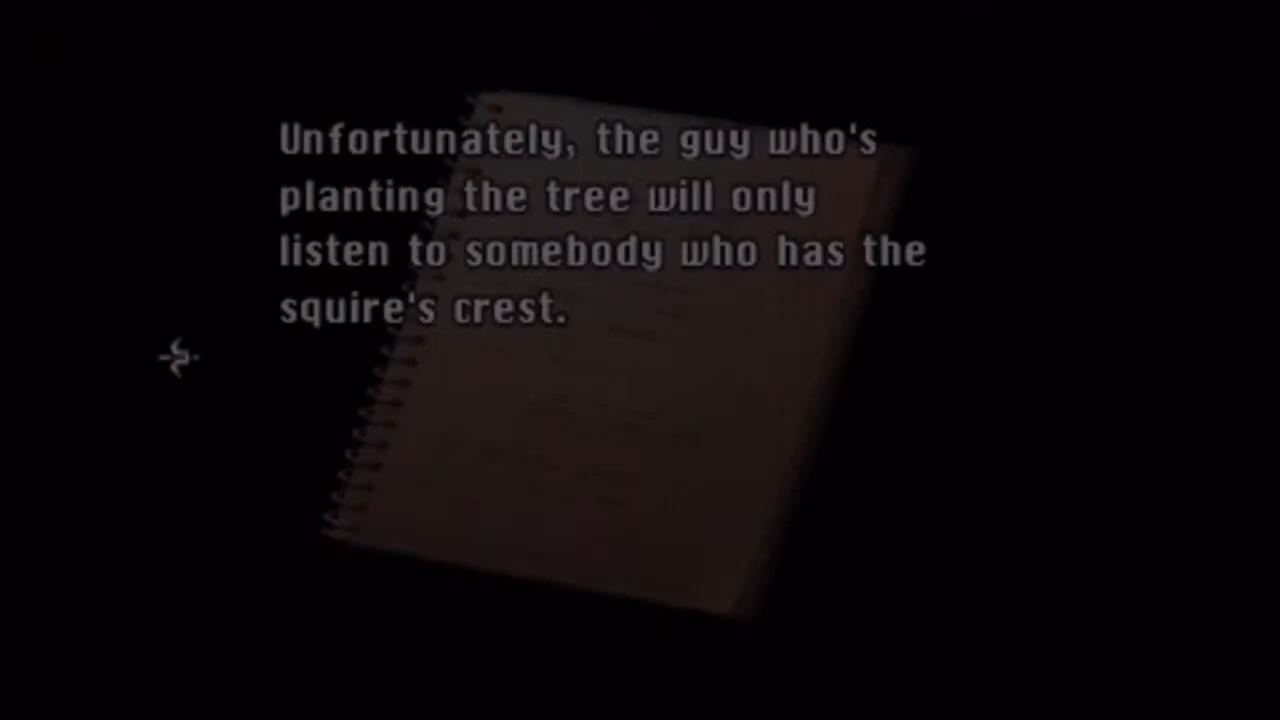 Unfortunately, the guy who's
planting the tree will only
listen to somebody who has the
squire's crest.